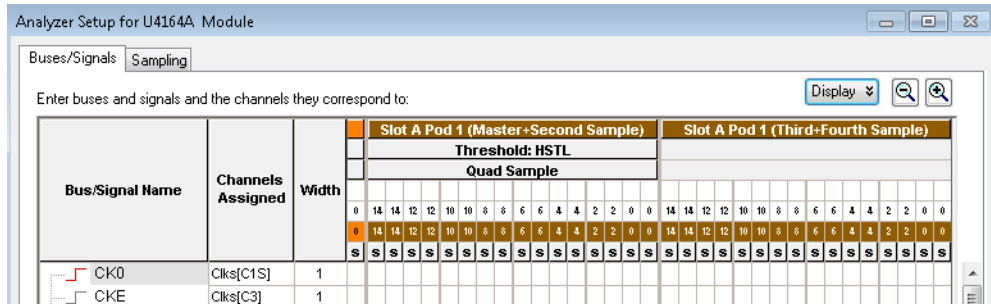 Analyzer Setup for U4164A Module
Buses/Signals Sampling
Display
Enter buses and signals and the channels they correspond to:
Bus/Signal Name
Channels Assigned
Width
Slot A Pod 1 (Master+Second Sample) Slot A Pod 1 (Third+Fourth Sample)
Threshold: HSTL
Quad Sample
0 14 14 12 12 10 10 8 8 6 6 4 4 2 2 0 0 14 14 12 12 10 10 8 8 6 6 4 4 2 2 0 0
0 14 14 12 12 10 10 8 8 6 6 4 4 2 2 0 0 14 14 12 12 10 10 8 8 6 6 4 4 2 2 0 0
S S S S S S S S S S S S S S S S S S S S S S S S S S S S S S S S S
CK0 Clks[C1S] 1
CKE Clks[C3] 1